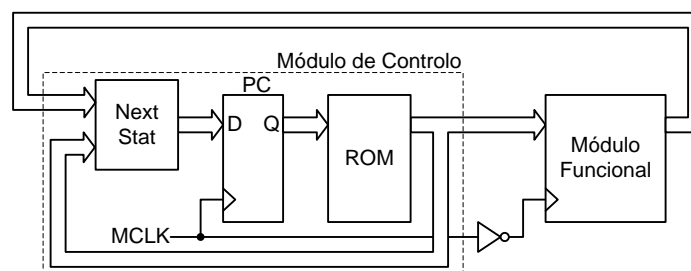 Módulo de Controlo
PC
Next
Stat
D
Q
ROM
Módulo
Funcional
MCLK